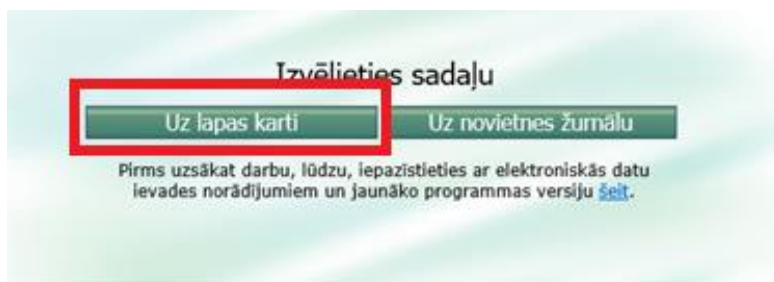 Izvēlieties sadaļu
Uz lapas karti
Uz novietnes žurnālu
Pirms uzsākat darbu, lūdzu, iepazīstieties ar elektroniskās datu
ievades norādījumiem un jaunāko programmas versiju šeit.